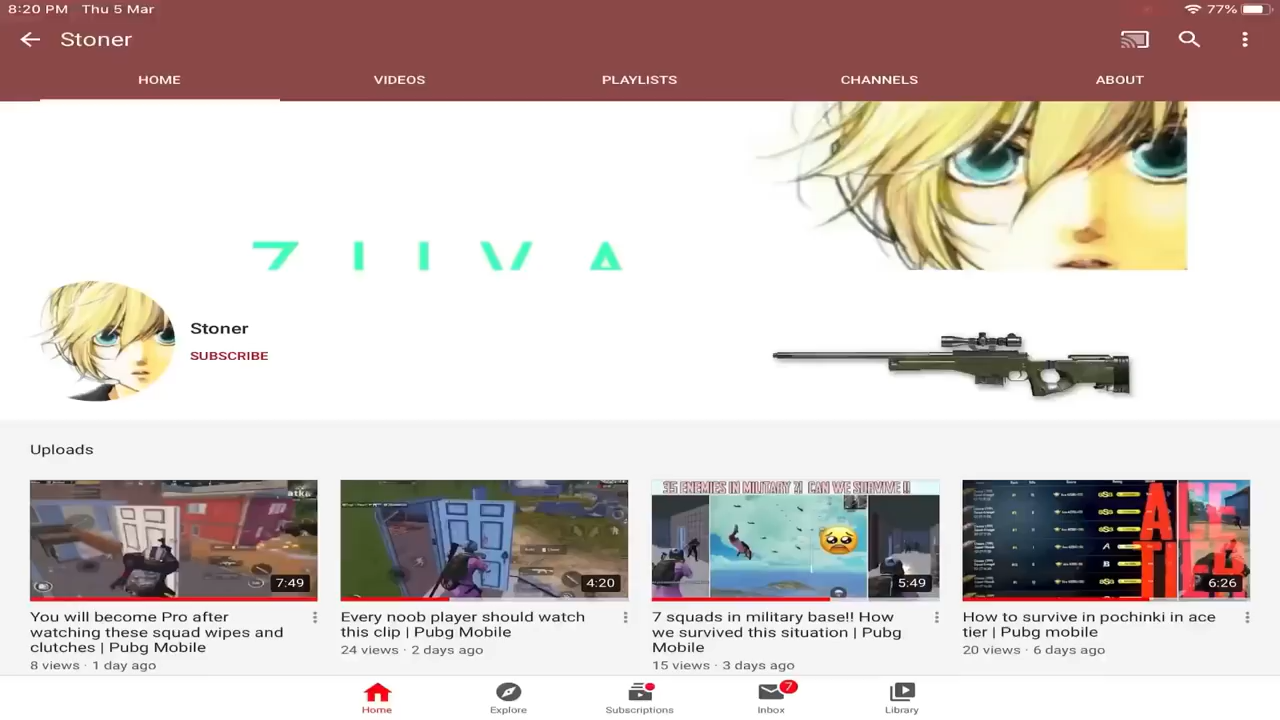 8:20 PM Thu 5 Mar
77%
Stoner
HOME VIDEOS PLAYLISTS CHANNELS ABOUT
Stoner
SUBSCRIBE
Uploads
35 ENEMIES IN MILITARY ?! CAN WE SURVIVE !!
ACE
TIER
7:49
4:20
5:49
6:26
You will become Pro after
watching these squad wipes and
clutches | Pubg Mobile
8 views · 1 day ago
Every noob player should watch
this clip | Pubg Mobile
24 views · 2 days ago
7 squads in military base!! How
we survived this situation | Pubg
Mobile
15 views · 3 days ago
How to survive in pochinki in ace
tier | Pubg mobile
20 views · 6 days ago
7
Home Explore Subscriptions Inbox Library